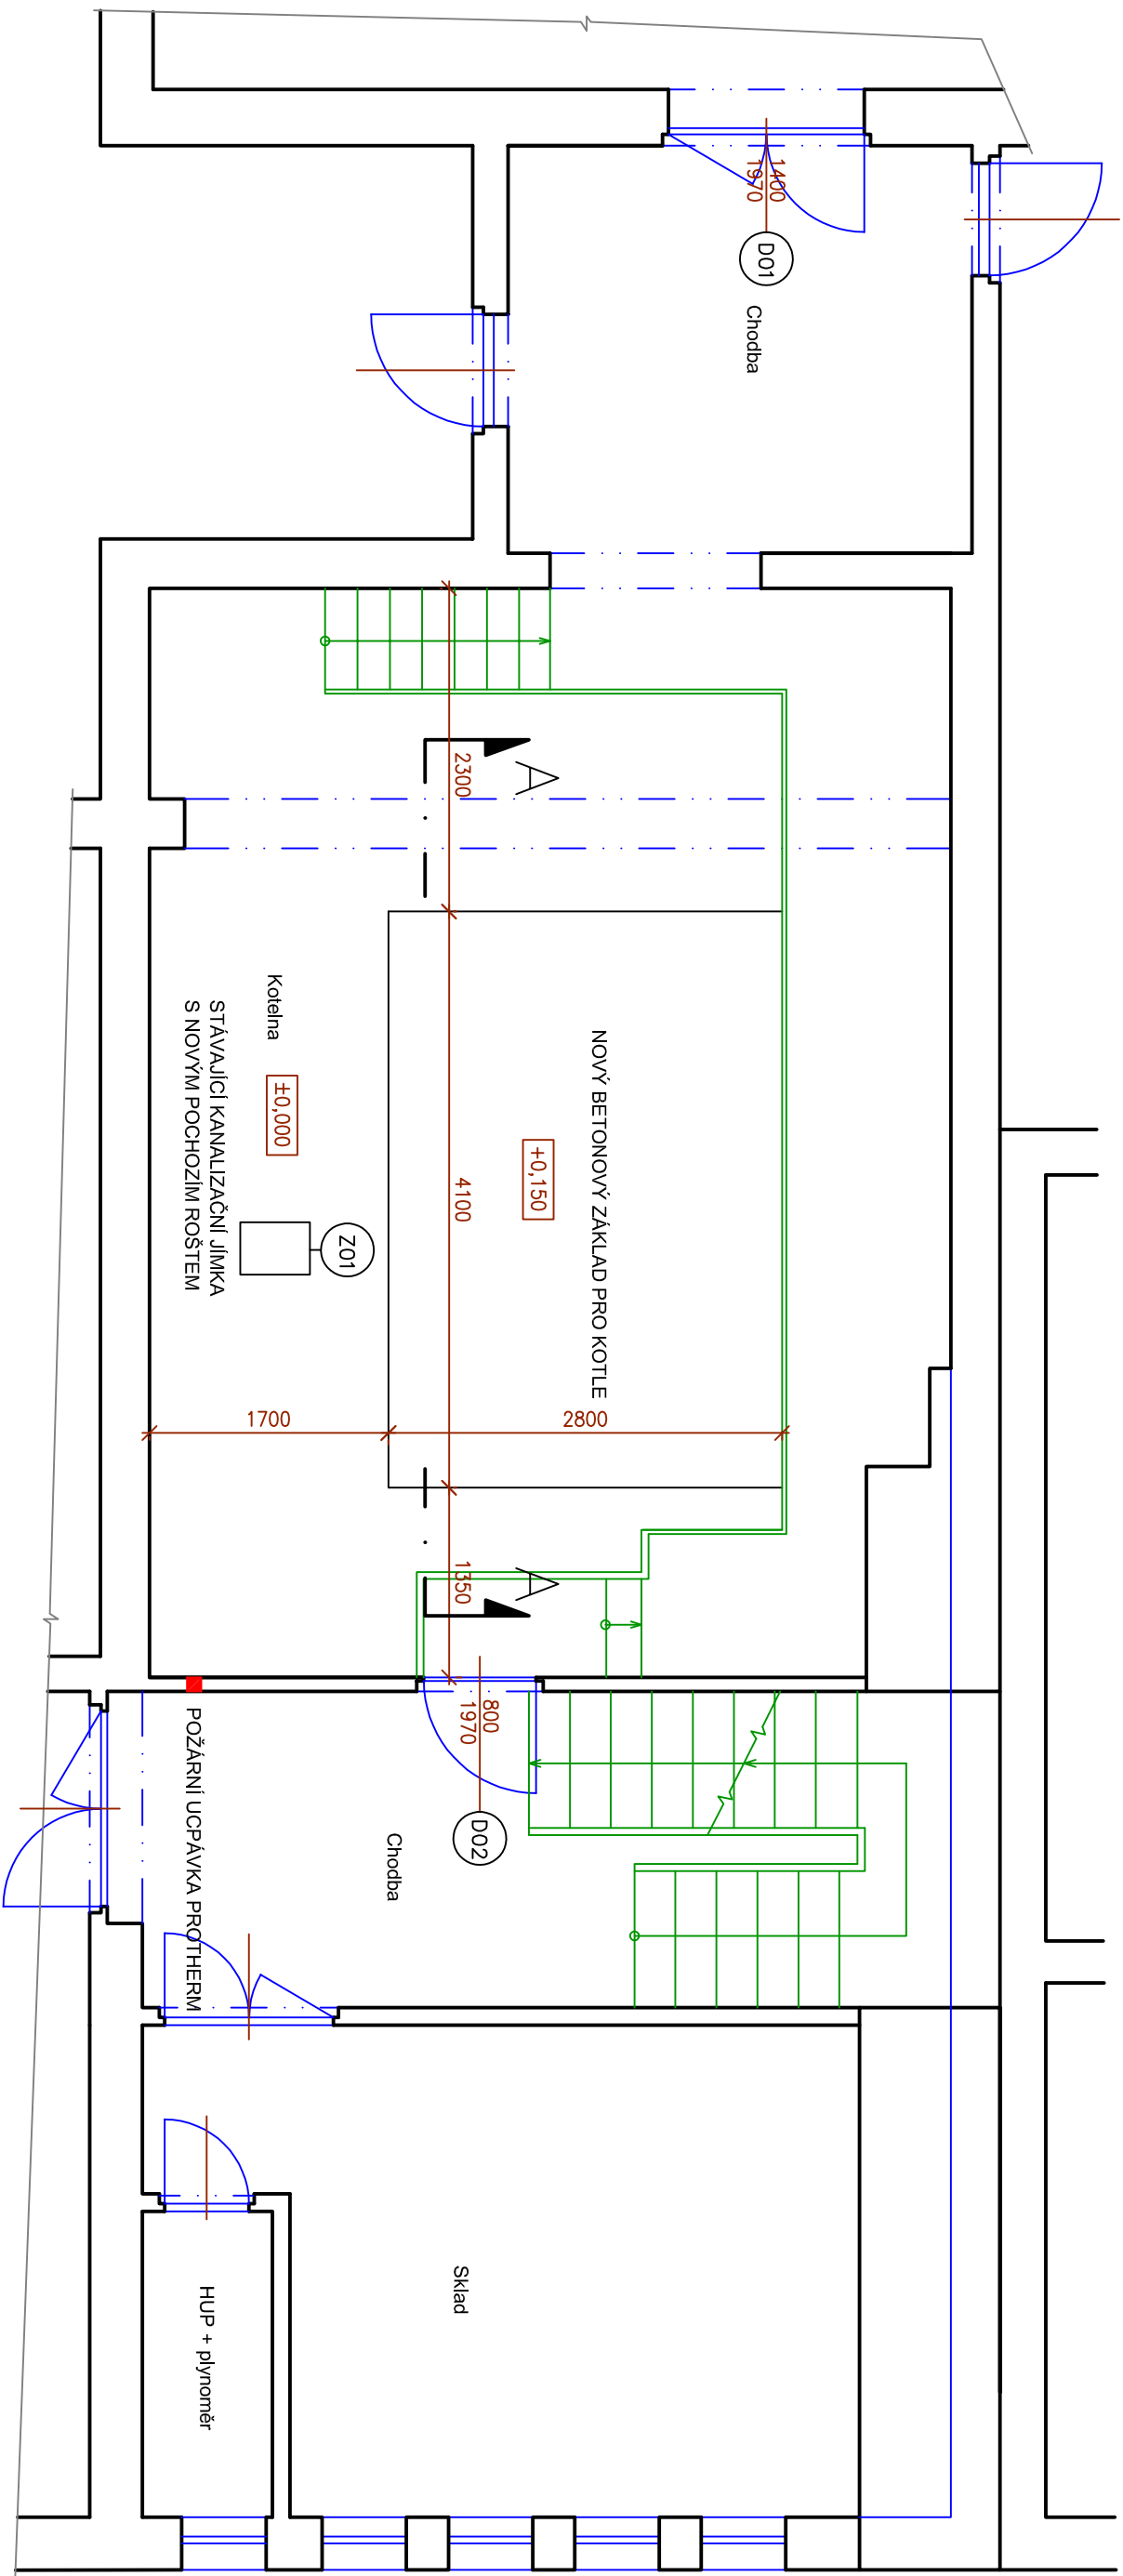 1400
1970
D01
Chodba
A
2300
NOVÝ BETONOVÝ ZÁKLAD PRO KOTLE
+0,150
4100
Kotelna
±0,000
STÁVAJÍCÍ KANALIZAČNÍ JÍMKA
S NOVÝM POCHOZÍM ROŠTEM
Z01
1700
2800
A
1350
800
1970
D02
Chodba
POŽÁRNÍ UCPÁVKA PROTHERM
Sklad
HUP + plynoměr